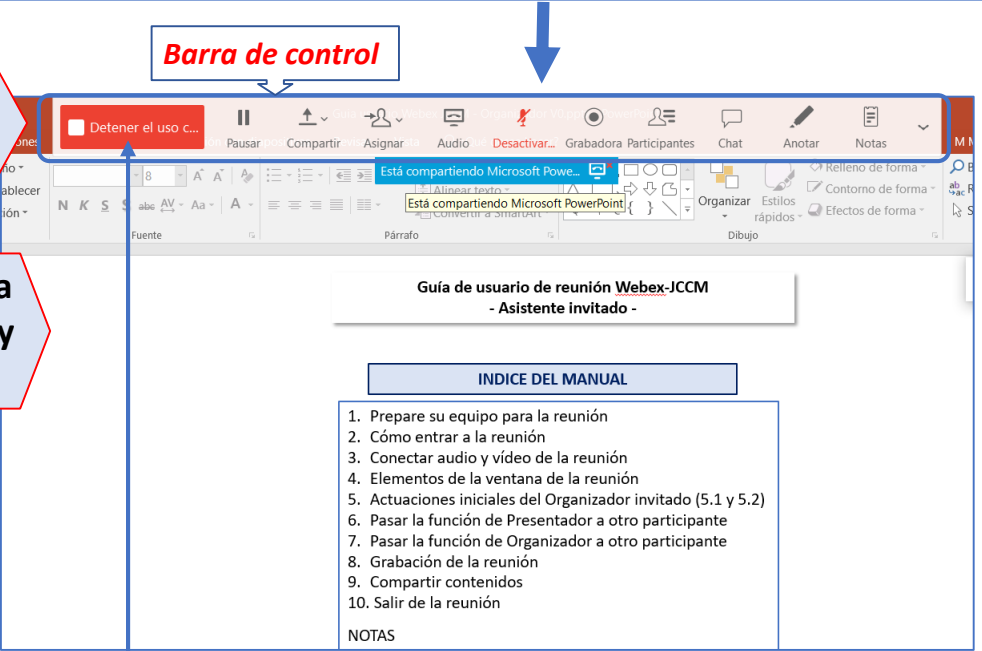 Barra de control
Detener el uso c...
Pausar
Compartir
Asignar
Audio
Desactivar...
Grabadora
Participantes
Chat
Anotar
Notas
Está compartiendo Microsoft Powe...
ablecer
8
Alinear texto
Está compartiendo Microsoft PowerPoint
N K S S abc AV Aa A
Convertir a SmartArt
Organizar
Estilos
rápidos
Relleno de forma
Contorno de forma
Efectos de forma
Fuente
Párrafo
Dibujo
a
y
Guía de usuario de reunión Webex-JCCM
- Asistente invitado -
INDICE DEL MANUAL
1. Prepare su equipo para la reunión
2. Cómo entrar a la reunión
3. Conectar audio y vídeo de la reunión
4. Elementos de la ventana de la reunión
5. Actuaciones iniciales del Organizador invitado (5.1 y 5.2)
6. Pasar la función de Presentador a otro participante
7. Pasar la función de Organizador a otro participante
8. Grabación de la reunión
9. Compartir contenidos
10. Salir de la reunión
NOTAS